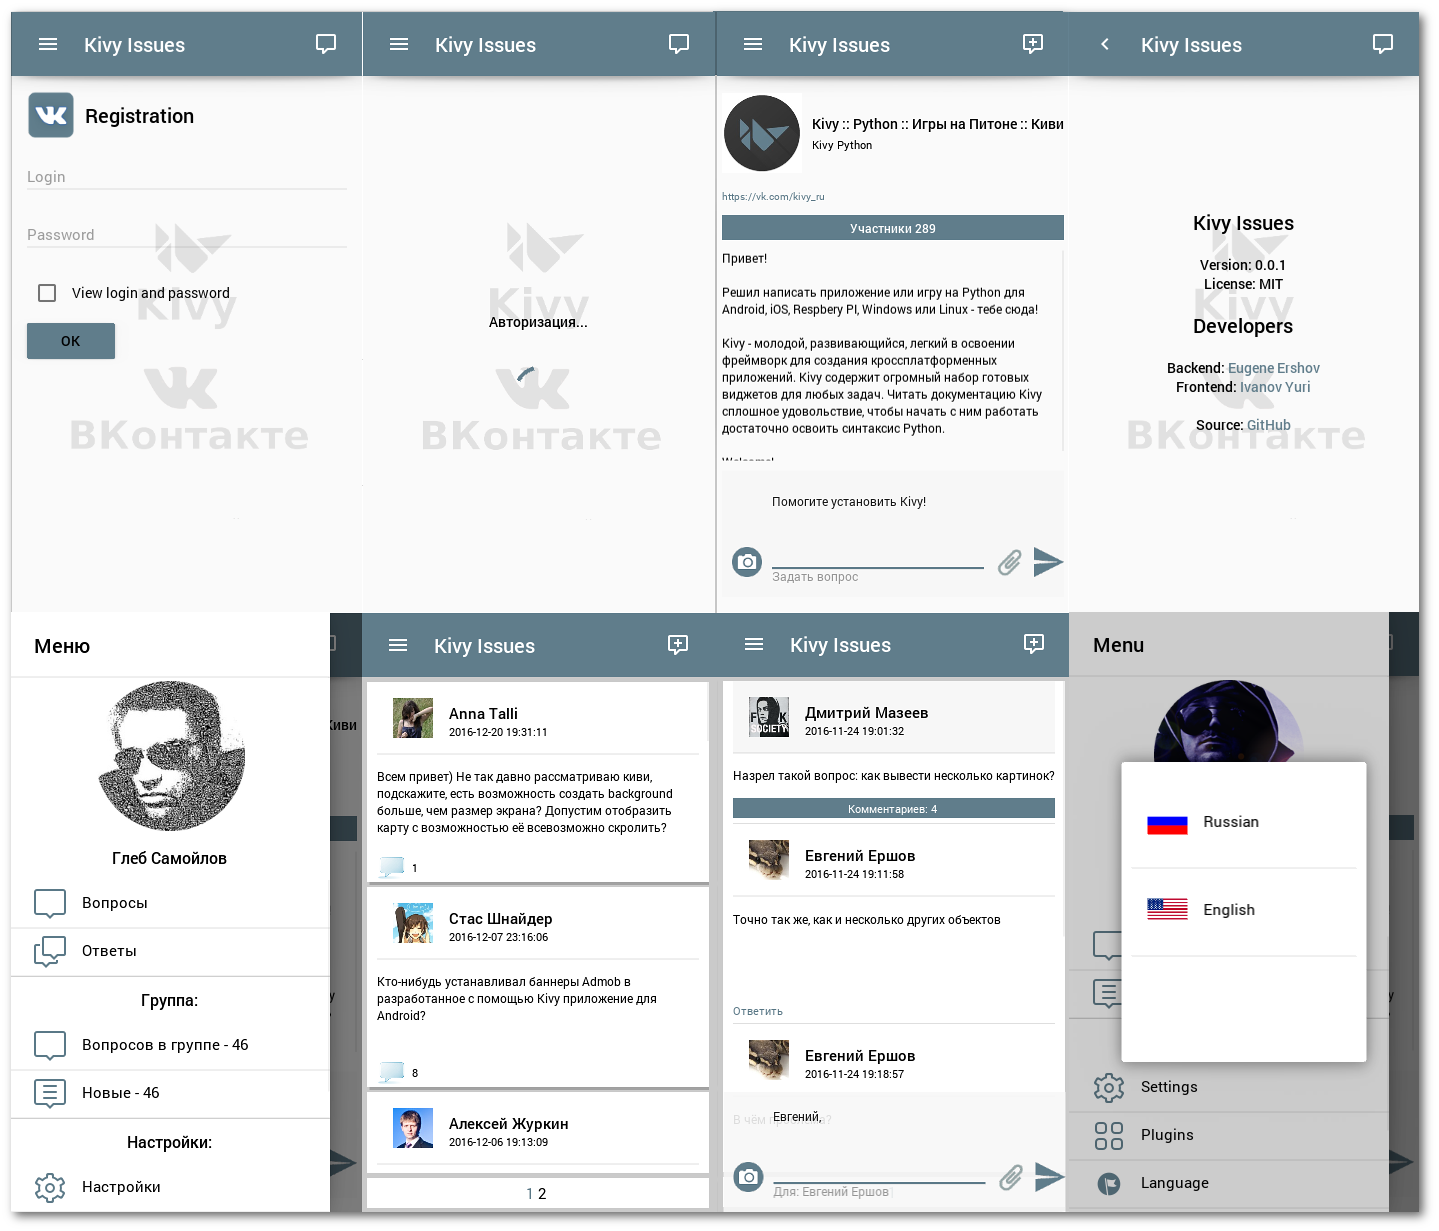 Kivy Issues
Registration
Login
Password
Kivy
View login and password
OK
ВКонтакте
Kivy Issues
Kivy
Авторизация...
ВКонтакте
Kivy Issues
Kivy :: Python :: Игры на Питоне :: Киви
Kivy Python
https://vk.com/kivy_ru
Участники 289
Привет!
Решил написать приложение или игру на Python для
Android, iOS, Respbery PI, Windows или Linux - тебе сюда!
Kivy - молодой, развивающийся, легкий в освоении
фреймворк для создания кроссплатформенных
приложений. Kivy содержит огромный набор готовых
виджетов для любых задач. Читать документацию Kivy
сплошное удовольствие, чтобы начать с ним работать
достаточно освоить синтаксис Python.
Помогите установить Kivy!
Задать вопрос
Kivy Issues
Kivy Issues
Version: 0.0.1
License: MIT
Kivy
Developers
Backend: Eugene Ershov
Frontend: Ivanov Yuri
Source: GitHub
ВКонтакте
Меню
Киви
Глеб Самойлов
Вопросы
Ответы
Группа:
Вопросов в группе - 46
Новые - 46
Настройки:
Настройки
Kivy Issues
Anna Talli
2016-12-20 19:31:11
Всем привет) Не так давно рассматриваю киви,
подскажите, есть возможность создать background
больше, чем размер экрана? Допустим отобразить
карту с возможностью её всевозможно скролить?
1
Стас Шнайдер
2016-12-07 23:16:06
Кто-нибудь устанавливал баннеры Admob в
разработанное с помощью Kivy приложение для
Android?
8
Алексей Журкин
2016-12-06 19:13:09
1 2
Kivy Issues
SOCIETY
Дмитрий Мазеев
2016-11-24 19:01:32
Назрел такой вопрос: как вывести несколько картинок?
Комментариев: 4
Евгений Ершов
2016-11-24 19:11:58
Точно так же, как и несколько других объектов
Ответить
Евгений Ершов
2016-11-24 19:18:57
В чём
Евгений,
Для: Евгений Ершов
Menu
Russian
English
Settings
Plugins
Language